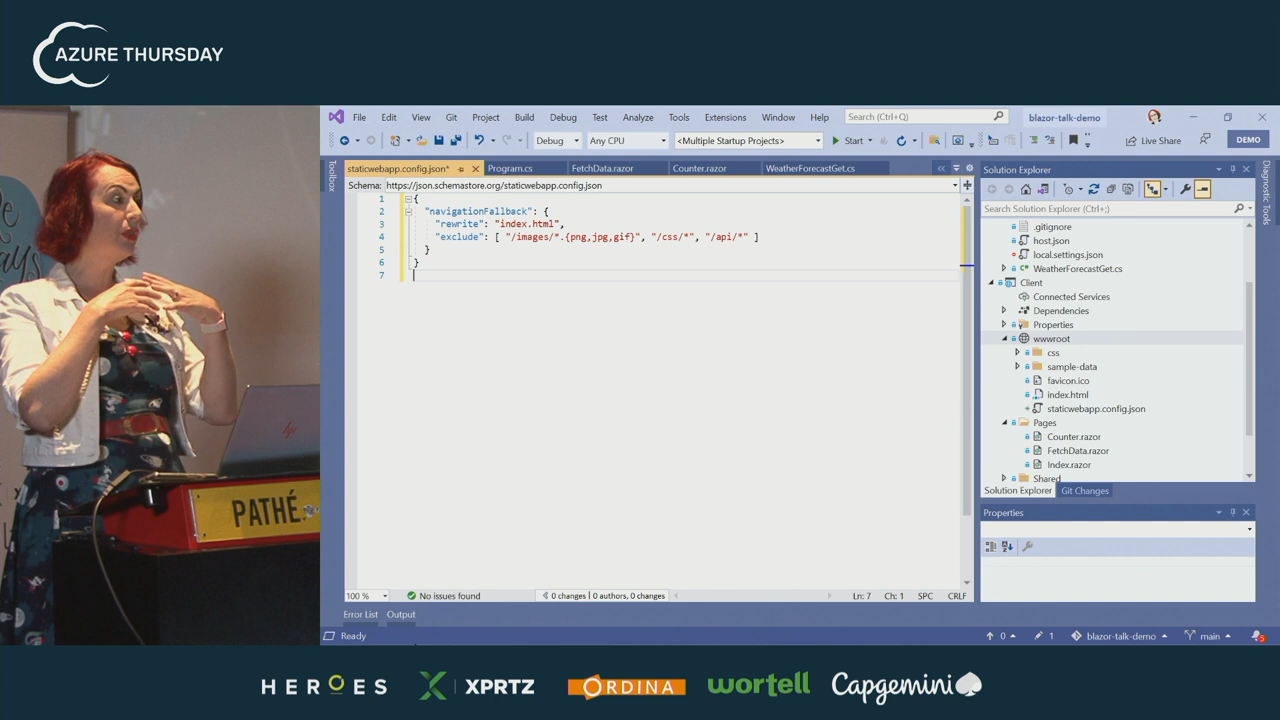 AZURE THURSDAY
File Edit View Git Project Build Debug Test Analyze Tools Extensions Window Help Search (Ctrl+Q) blazor-talk-demo
Debug Any CPU <Multiple Startup Projects> Start Live Share DEMO
Toolbox
staticwebapp.config.json* Program.cs FetchData.razor Counter.razor WeatherForecastGet.cs
Schema: https://json.schemastore.org/staticwebapp.config.json
1 {
2 "navigationFallback": {
3 "rewrite": "index.html",
4 "exclude": [ "/images/*.{png,jpg,gif}", "/css/*", "/api/*" ]
5 }
6 }
7
100 % No issues found 0 changes | 0 authors, 0 changes Ln: 7 Ch: 1 SPC CRLF
Error List Output
Ready ↑ 0 1 blazor-talk-demo main 5
Solution Explorer
Search Solution Explorer (Ctrl+;)
.gitignore
host.json
local.settings.json
WeatherForecastGet.cs
Client
Connected Services
Dependencies
Properties
wwwroot
css
sample-data
favicon.ico
index.html
staticwebapp.config.json
Pages
Counter.razor
FetchData.razor
Index.razor
Shared
Solution Explorer Git Changes
Properties
Diagnostic Tools
PATHÉ
hp
HEROES XPRTZ ORDINA wortell Capgemini